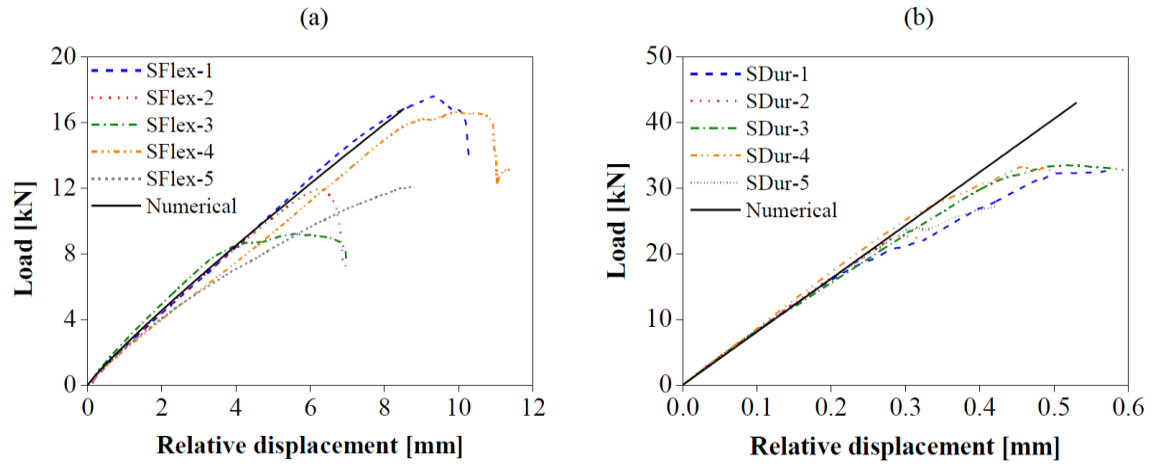 (a)
Load [kN]
20
16
12
8
4
0
SFlex-1
SFlex-2
SFlex-3
SFlex-4
SFlex-5
Numerical
0 2 4 6 8 10 12
Relative displacement [mm]
(b)
Load [kN]
50
40
30
20
10
0
SDur-1
SDur-2
SDur-3
SDur-4
SDur-5
Numerical
0.0 0.1 0.2 0.3 0.4 0.5 0.6
Relative displacement [mm]